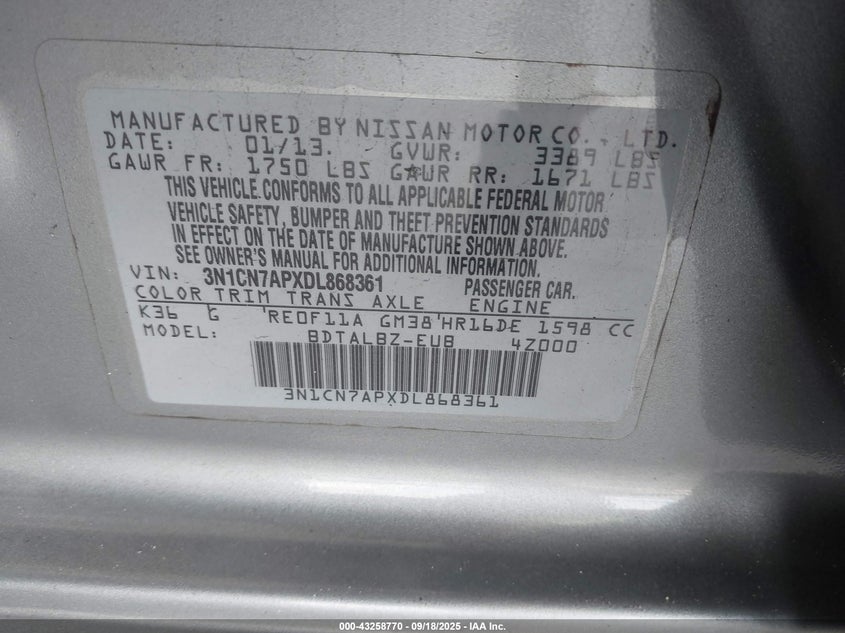 MANUFACTURED BY NISSAN MOTOR CO., LTD.
DATE: 01/13. GVWR: 3389 LBS
GAWR FR: 1750 LBS GAWR RR: 1671 LBS
THIS VEHICLE CONFORMS TO ALL APPLICABLE FEDERAL MOTOR
VEHICLE SAFETY, BUMPER AND THEFT PREVENTION STANDARDS
IN EFFECT ON THE DATE OF MANUFACTURE SHOWN ABOVE.
SEE OWNER'S MANUAL FOR ADDITIONAL INFORMATION.
VIN: 3N1CN7APXDL868361 PASSENGER CAR.
COLOR TRIM TRANS AXLE ENGINE
K36 G RE0F11A GM38 HR16DE 1598 CC
MODEL: BDTALBZ-EUB 4Z000
3N1CN7APXDL868361
000-43258770 - 09/18/2025 - IAA Inc.